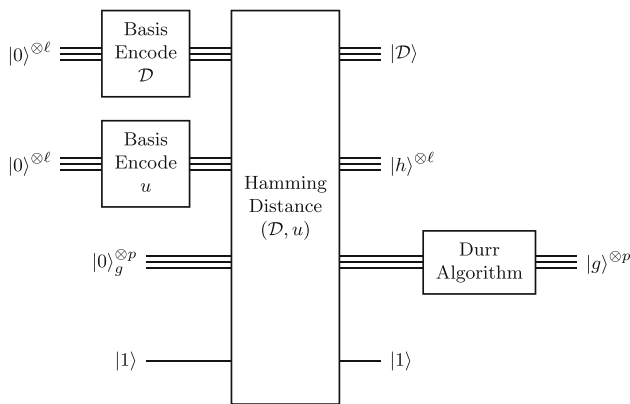 |0⟩^{⊗ℓ} Basis Encode 𝒟 |𝒟⟩
|0⟩^{⊗ℓ} Basis Encode u |h⟩^{⊗ℓ}
Hamming Distance (𝒟, u)
|0⟩_g^{⊗p} Durr Algorithm |g⟩^{⊗p}
|1⟩ |1⟩